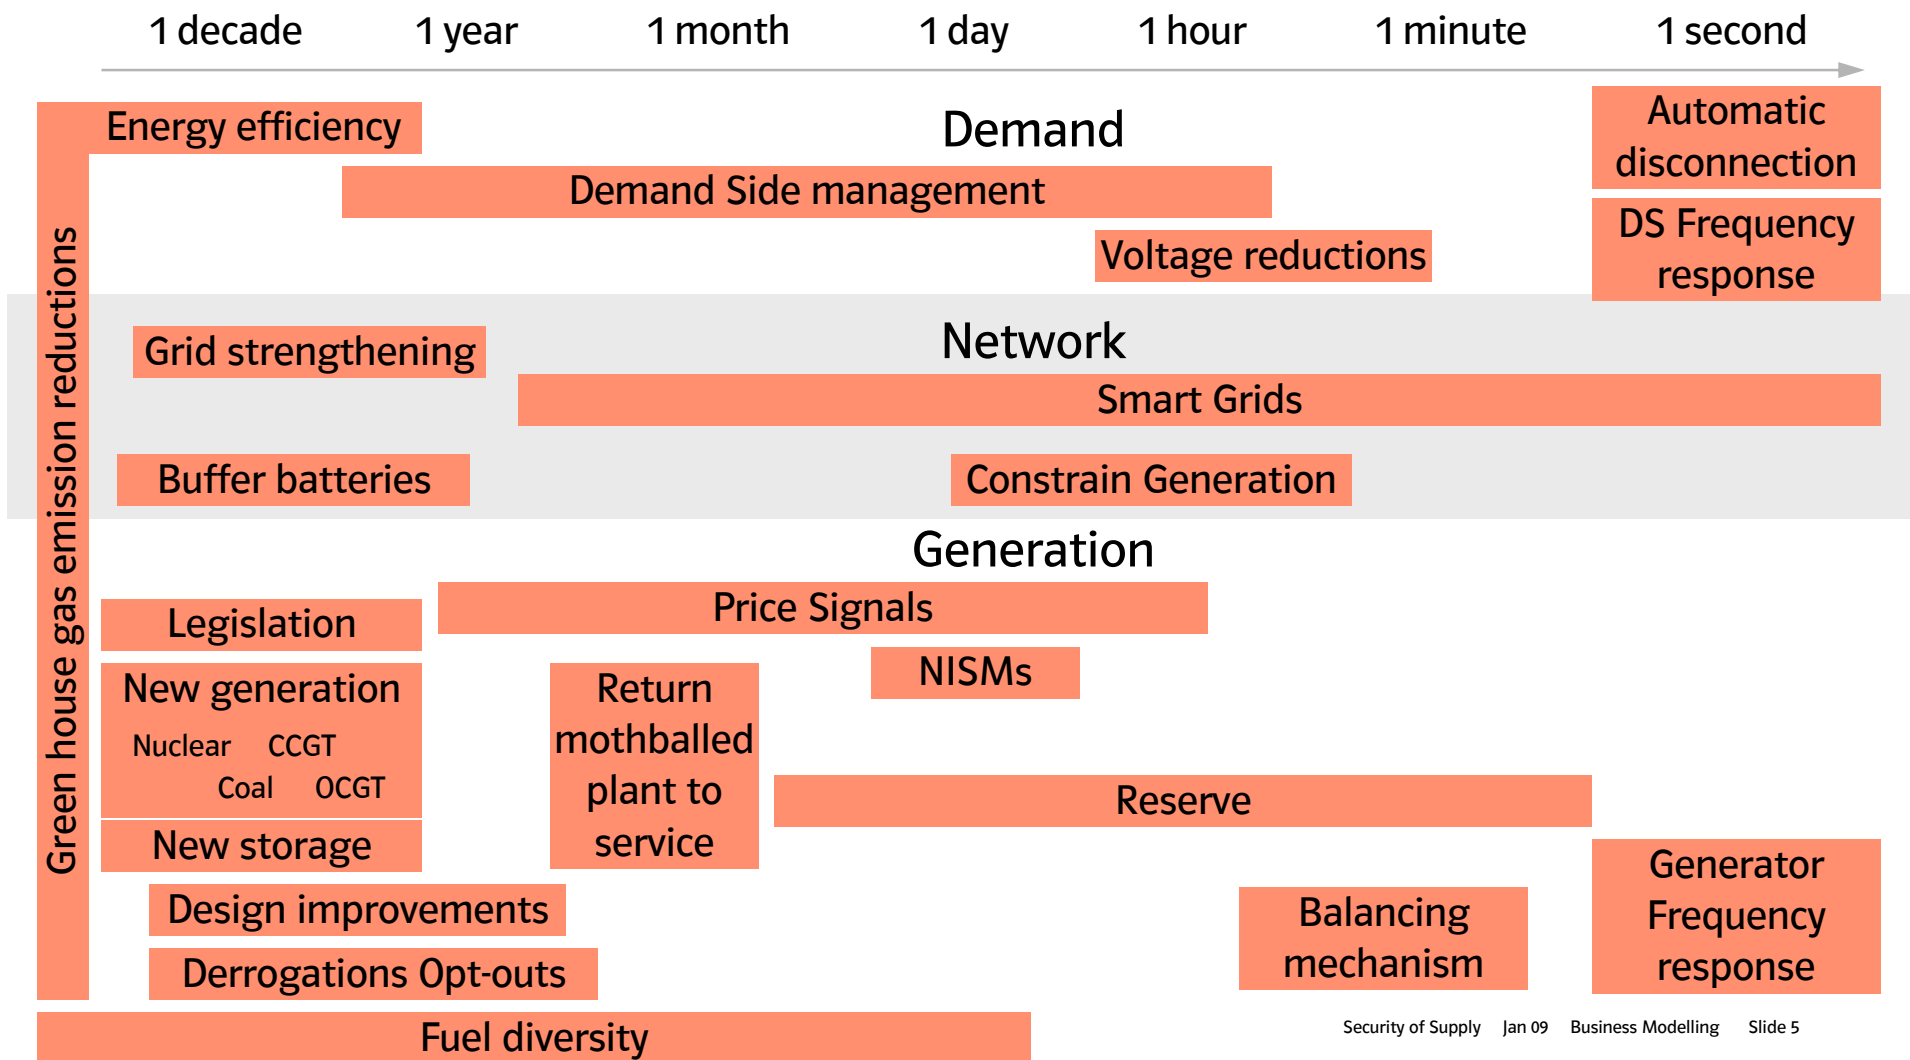 1 decade 1 year 1 month 1 day 1 hour 1 minute 1 second
Green house gas emission reductions
Energy efficiency
Demand
Automatic
disconnection
Demand Side management
DS Frequency
response
Voltage reductions
Network
Grid strengthening
Smart Grids
Buffer batteries
Constrain Generation
Generation
Price Signals
Legislation
NISMs
New generation
Nuclear CCGT
Coal OCGT
Return
mothballed
plant to
service
Reserve
New storage
Generator
Frequency
response
Design improvements
Balancing
mechanism
Derrogations Opt-outs
Fuel diversity
Security of Supply Jan 09 Business Modelling Slide 5